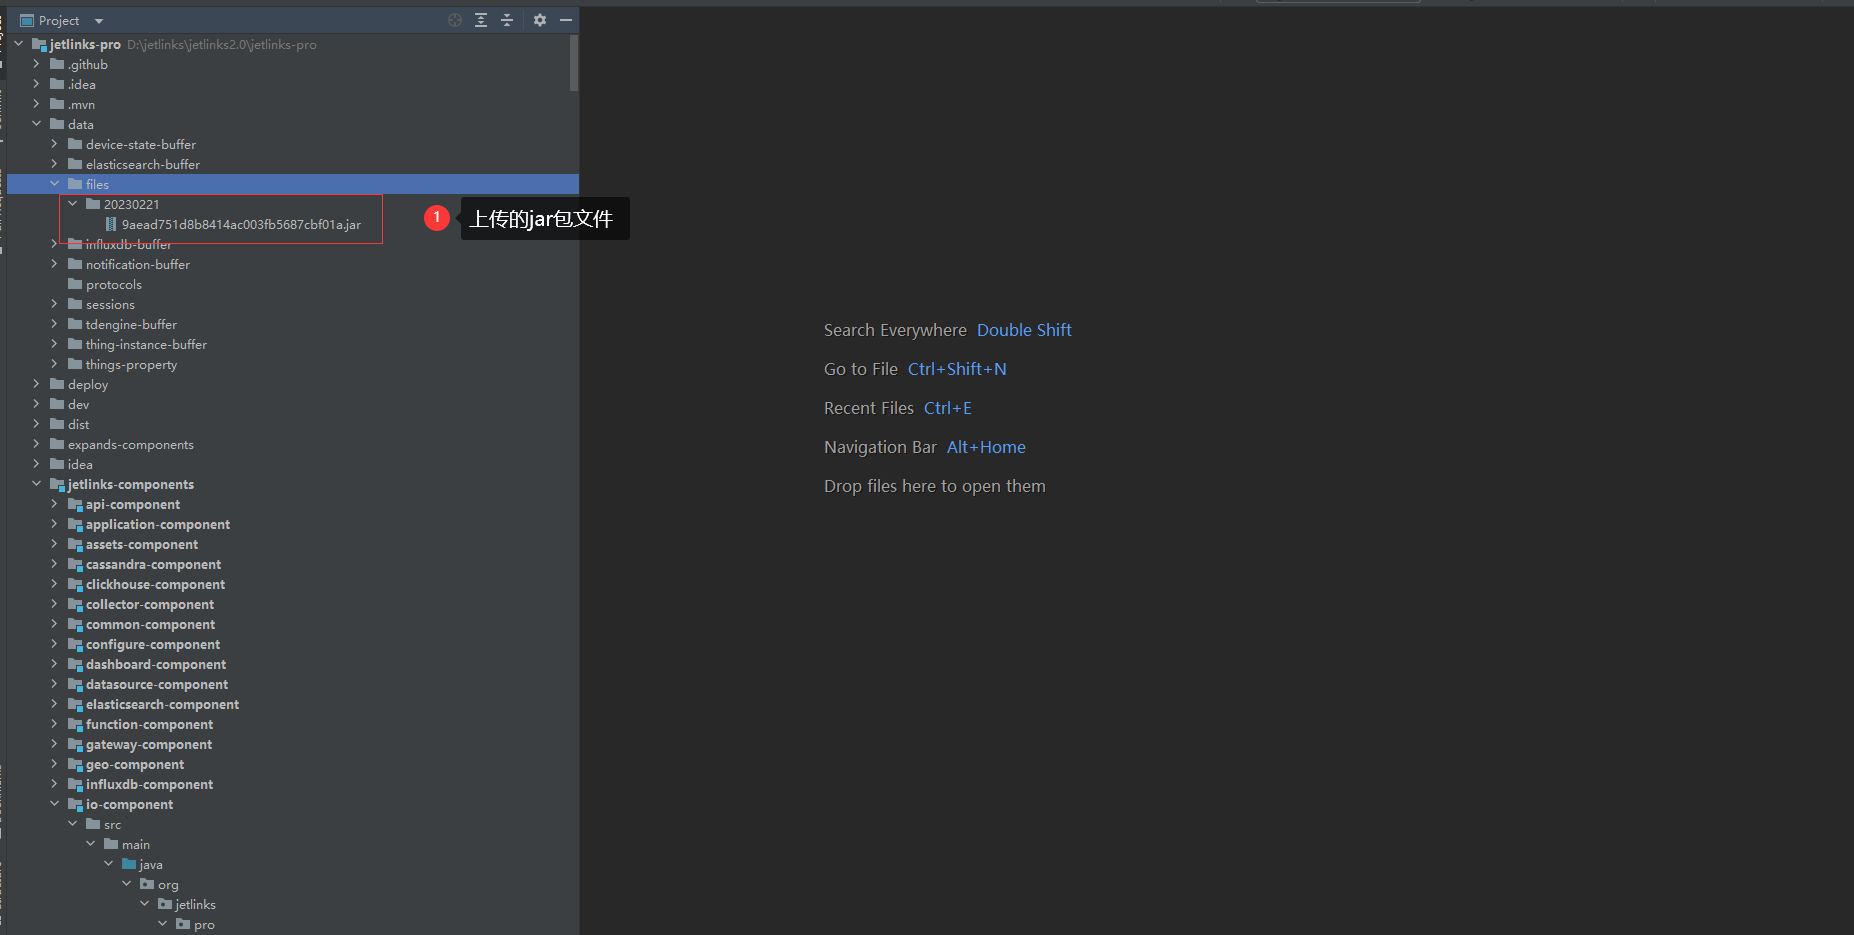 Project
jetlinks-pro D:\jetlinks\jetlinks2.0\jetlinks-pro
.github
.idea
.mvn
data
device-state-buffer
elasticsearch-buffer
files
20230221
9aead751d8b8414ac003fb5687cbf01a.jar
1 上传的jar包文件
influxdb-buffer
notification-buffer
protocols
sessions
tdengine-buffer
thing-instance-buffer
things-property
deploy
dev
dist
expands-components
idea
jetlinks-components
api-component
application-component
assets-component
cassandra-component
clickhouse-component
collector-component
common-component
configure-component
dashboard-component
datasource-component
elasticsearch-component
function-component
gateway-component
geo-component
influxdb-component
io-component
src
main
java
org
jetlinks
pro
Search Everywhere Double Shift
Go to File Ctrl+Shift+N
Recent Files Ctrl+E
Navigation Bar Alt+Home
Drop files here to open them